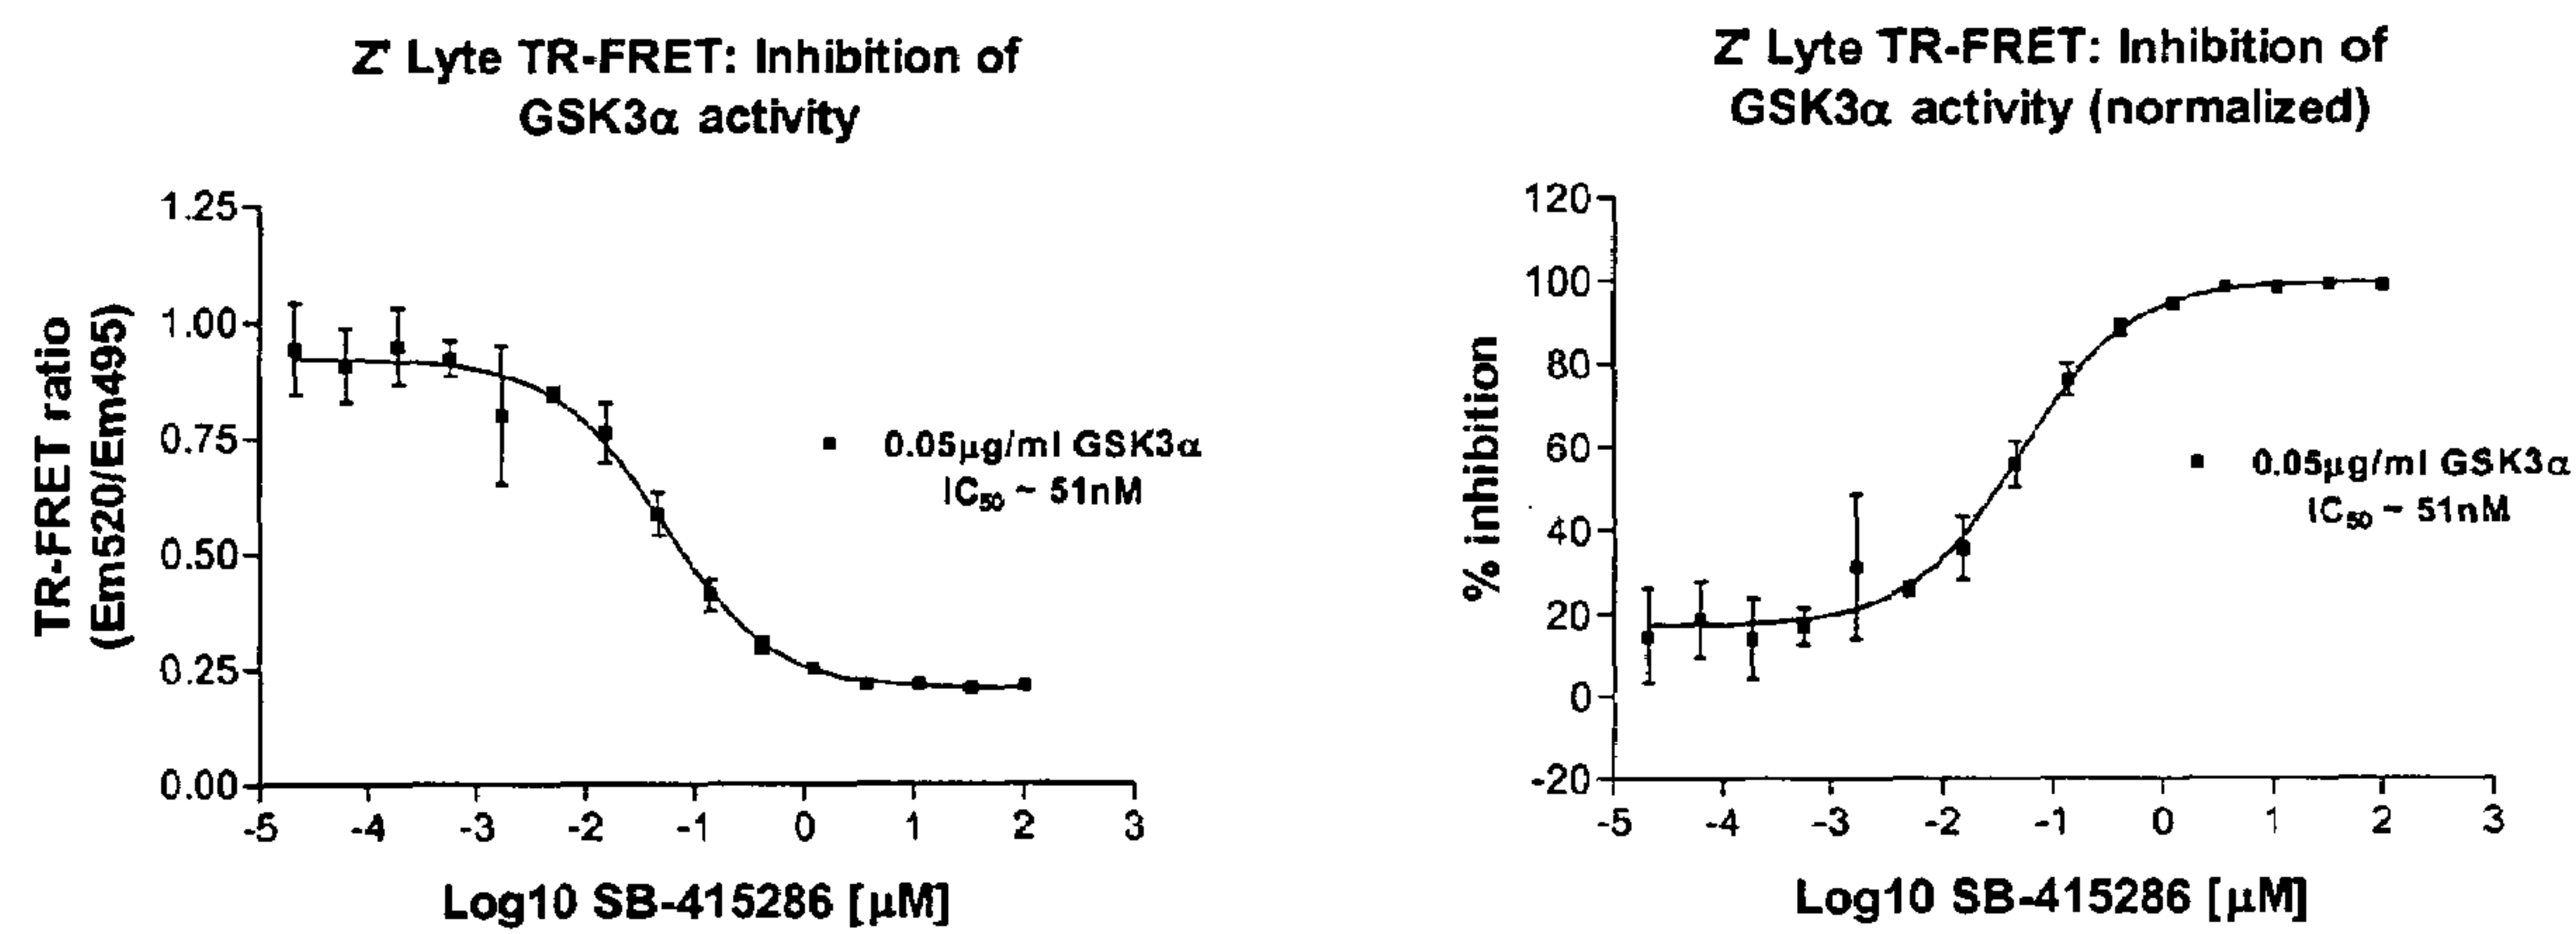 Z' Lyte TR-FRET: Inhibition of
GSK3α activity
TR-FRET ratio
(Em520/Em495)
1.25
1.00
0.75
0.50
0.25
0.00
-5 -4 -3 -2 -1 0 1 2 3
Log10 SB-415286 [µM]
0.05µg/ml GSK3α
IC50 ~ 51nM
Z' Lyte TR-FRET: Inhibition of
GSK3α activity (normalized)
% inhibition
120
100
80
60
40
20
0
-20
-5 -4 -3 -2 -1 0 1 2 3
Log10 SB-415286 [µM]
0.05µg/ml GSK3α
IC50 ~ 51nM